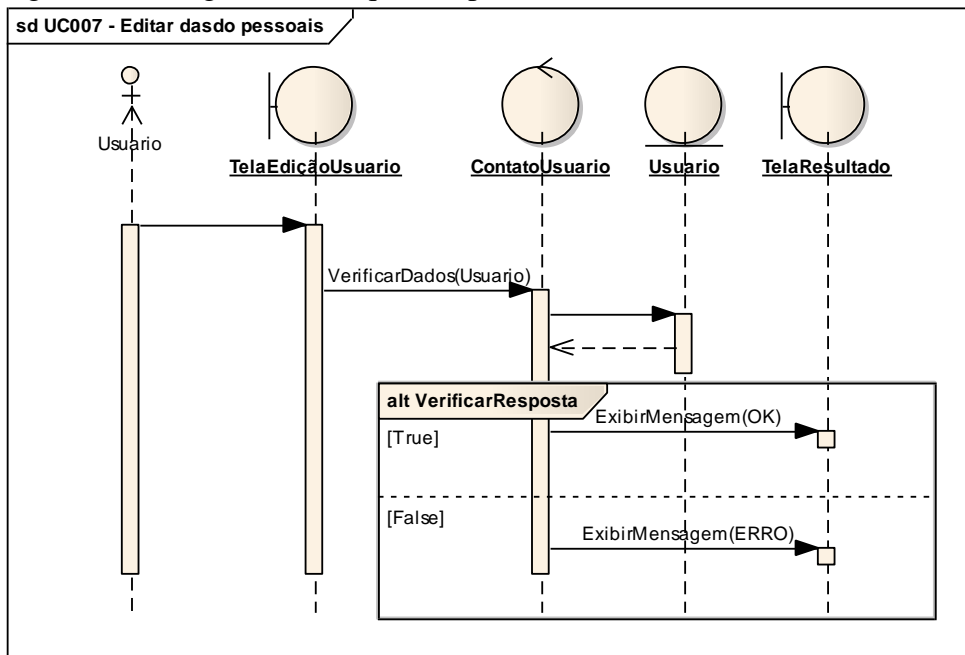 sd UC007 - Editar dasdo pessoais
Usuario
TelaEdiçãoUsuario
ContatoUsuario
Usuario
TelaResultado
VerificarDados(Usuario)
alt VerificarResposta
ExibirMensagem(OK)
[True]
[False]
ExibirMensagem(ERRO)